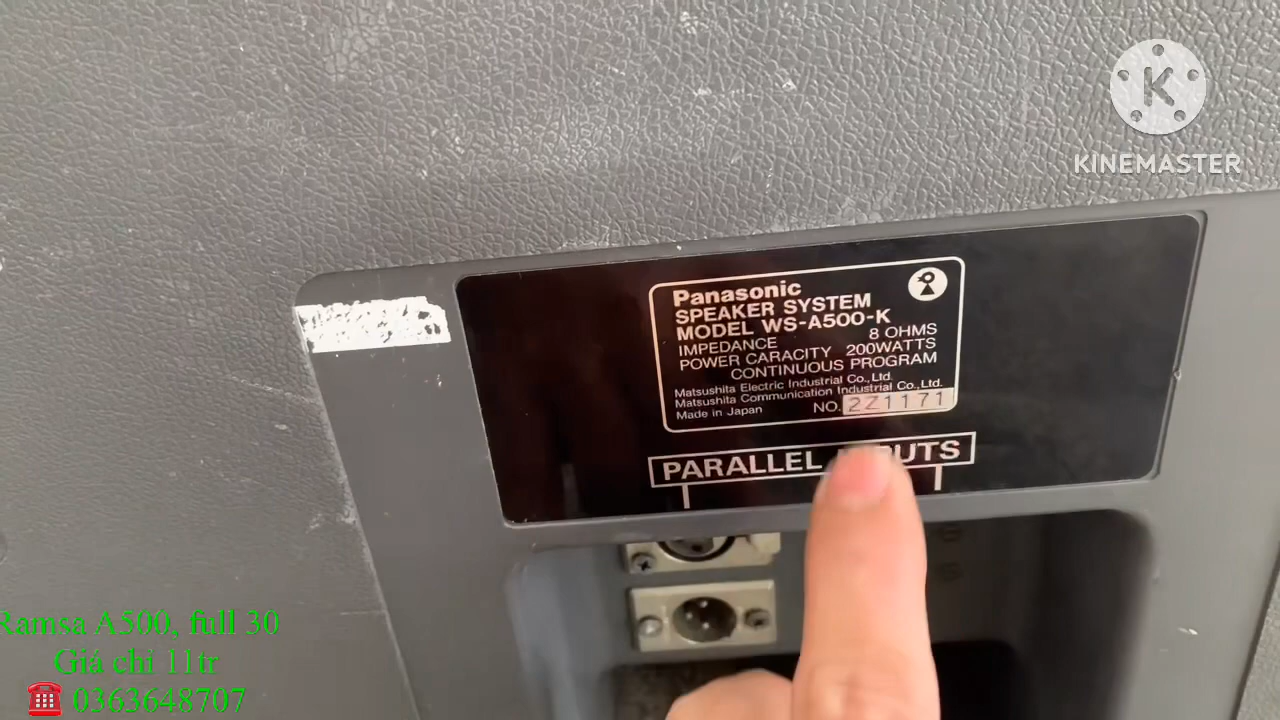 KINEMASTER
Panasonic
SPEAKER SYSTEM
MODEL WS-A500-K
IMPEDANCE 8 OHMS
POWER CAPACITY 200WATTS
CONTINUOUS PROGRAM
Matsushita Electric Industrial Co., Ltd.
Matsushita Communication Industrial Co., Ltd.
Made in Japan NO. 2Z1171
PARALLEL
Ramsa A500, full 30
Giá chỉ 11tr
☎ 0363648707